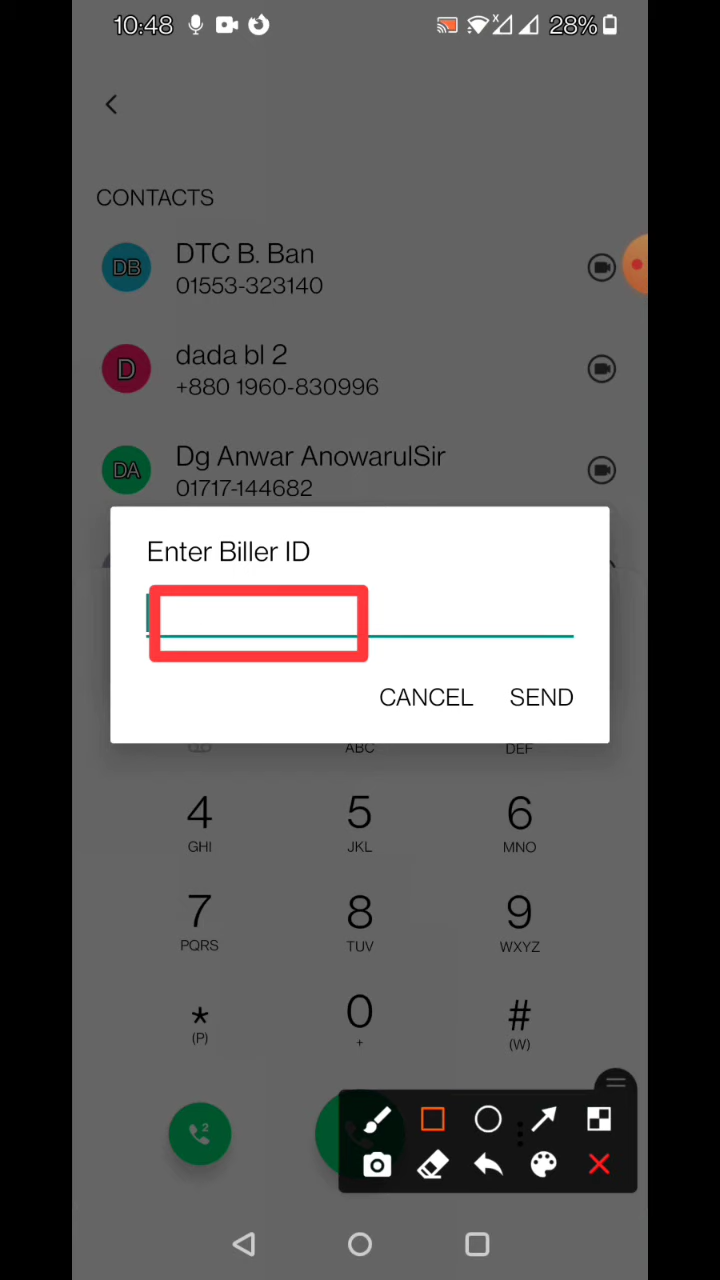 10:48
28%
CONTACTS
DB
DTC B. Ban
01553-323140
D
dada bl 2
+880 1960-830996
DA
Dg Anwar AnowarulSir
01717-144682
Enter Biller ID
CANCEL SEND
ABC DEF
4 5 6
GHI JKL MNO
7 8 9
PQRS TUV WXYZ
* 0 #
(P) + (W)
2